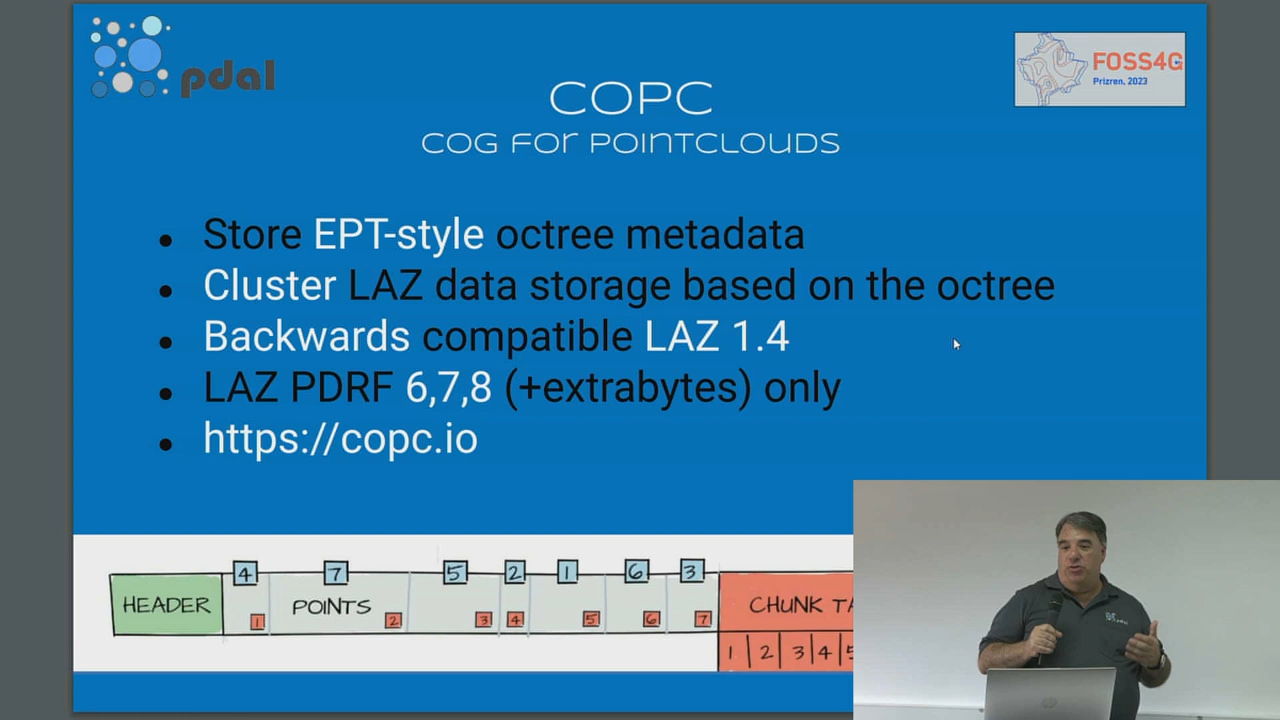 pdal
FOSS4G
Prizren. 2023
COPC
COG FOR POINTCLOUDS
Store EPT-style octree metadata
Cluster LAZ data storage based on the octree
Backwards compatible LAZ 1.4
LAZ PDRF 6,7,8 (+extrabytes) only
https://copc.io
4 7 5 2 1 6 3
HEADER POINTS CHUNK TA
1 2 3 4 5 6 7
1 2 3 4 5